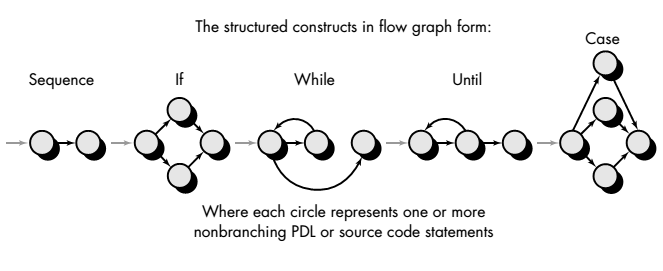 The structured constructs in flow graph form:
Case
Sequence
If
While
Until
Where each circle represents one or more
nonbranching PDL or source code statements